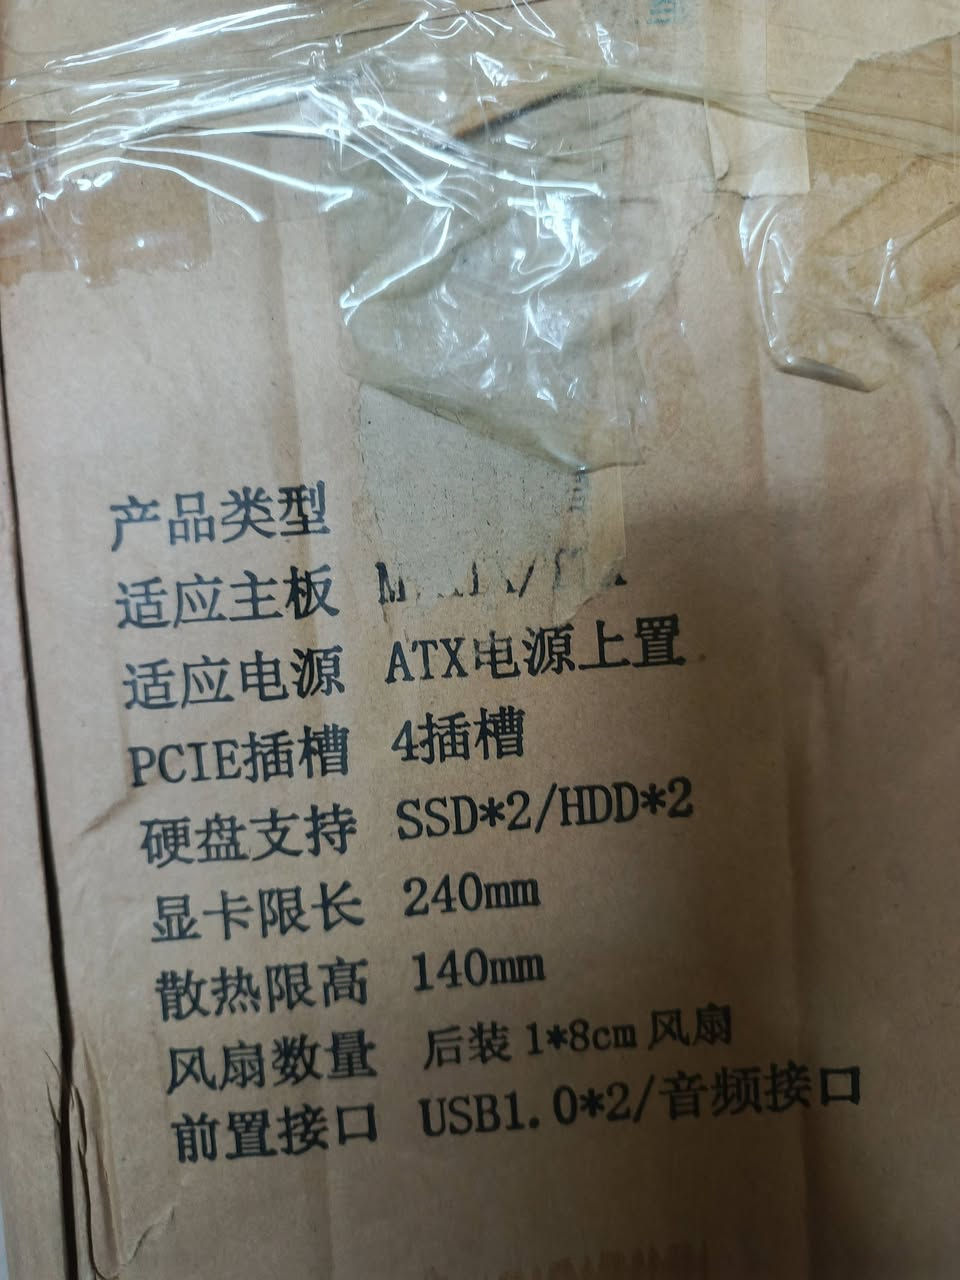 产品类型
适应主板
适应电源 ATX电源上置
PCIE插槽 4插槽
硬盘支持 SSD*2/HDD*2
显卡限长 240mm
散热限高 140mm
风扇数量 后装1*8cm风扇
前置接口 USB1.0*2/音频接口